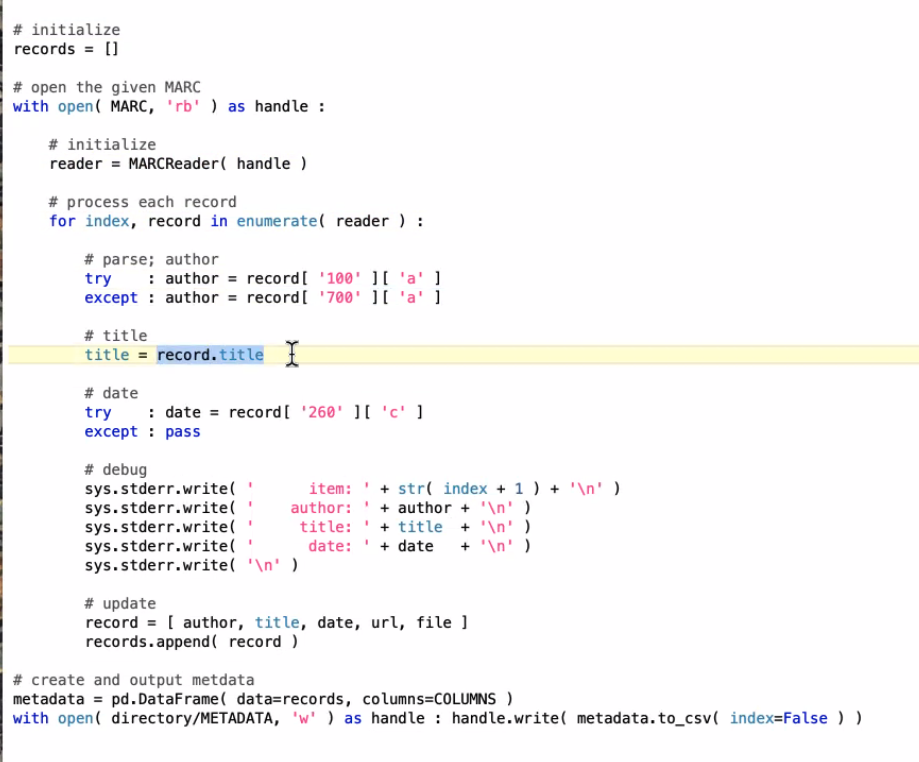 # initialize
records = []
# open the given MARC
with open( MARC, 'rb' ) as handle :
# initialize
reader = MARCReader( handle )
# process each record
for index, record in enumerate( reader ) :
# parse; author
try    : author = record[ '100' ][ 'a' ]
except : author = record[ '700' ][ 'a' ]
# title
title = record.title
# date
try    : date = record[ '260' ][ 'c' ]
except : pass
# debug
sys.stderr.write( '      item: ' + str( index + 1 ) + '\n' )
sys.stderr.write( '    author: ' + author + '\n' )
sys.stderr.write( '     title: ' + title  + '\n' )
sys.stderr.write( '      date: ' + date   + '\n' )
sys.stderr.write( '\n' )
# update
record = [ author, title, date, url, file ]
records.append( record )
# create and output metdata
metadata = pd.DataFrame( data=records, columns=COLUMNS )
with open( directory/METADATA, 'w' ) as handle : handle.write( metadata.to_csv( index=False ) )